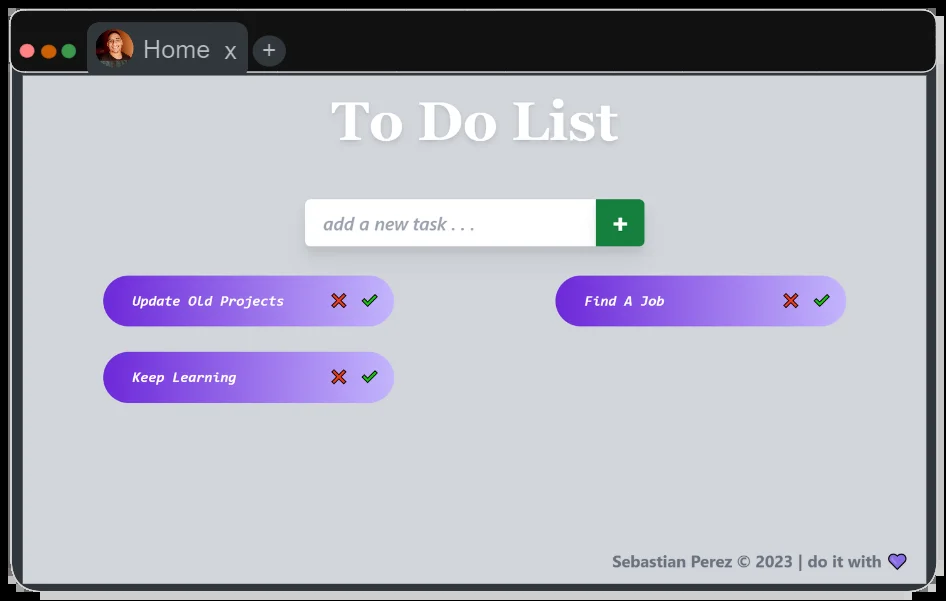 Home x +
To Do List
add a new task . . .
Update Old Projects
Find A Job
Keep Learning
Sebastian Perez © 2023 | do it with 💜